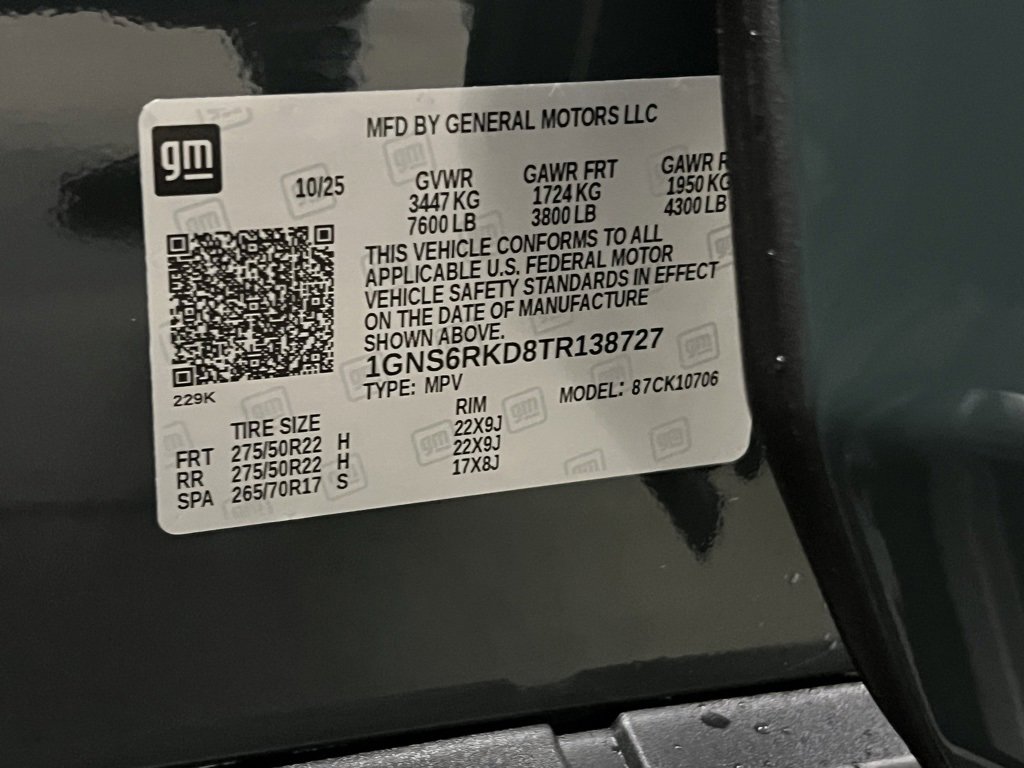 gm
MFD BY GENERAL MOTORS LLC
10/25
GVWR GAWR FRT GAWR R
3447 KG 1724 KG 1950 KG
7600 LB 3800 LB 4300 LB
THIS VEHICLE CONFORMS TO ALL
APPLICABLE U.S. FEDERAL MOTOR
VEHICLE SAFETY STANDARDS IN EFFECT
ON THE DATE OF MANUFACTURE
SHOWN ABOVE.
1GNS6RKD8TR138727
TYPE: MPV MODEL: 87CK10706
229K
TIRE SIZE RIM
FRT 275/50R22 H 22X9J
RR 275/50R22 H 22X9J
SPA 265/70R17 S 17X8J